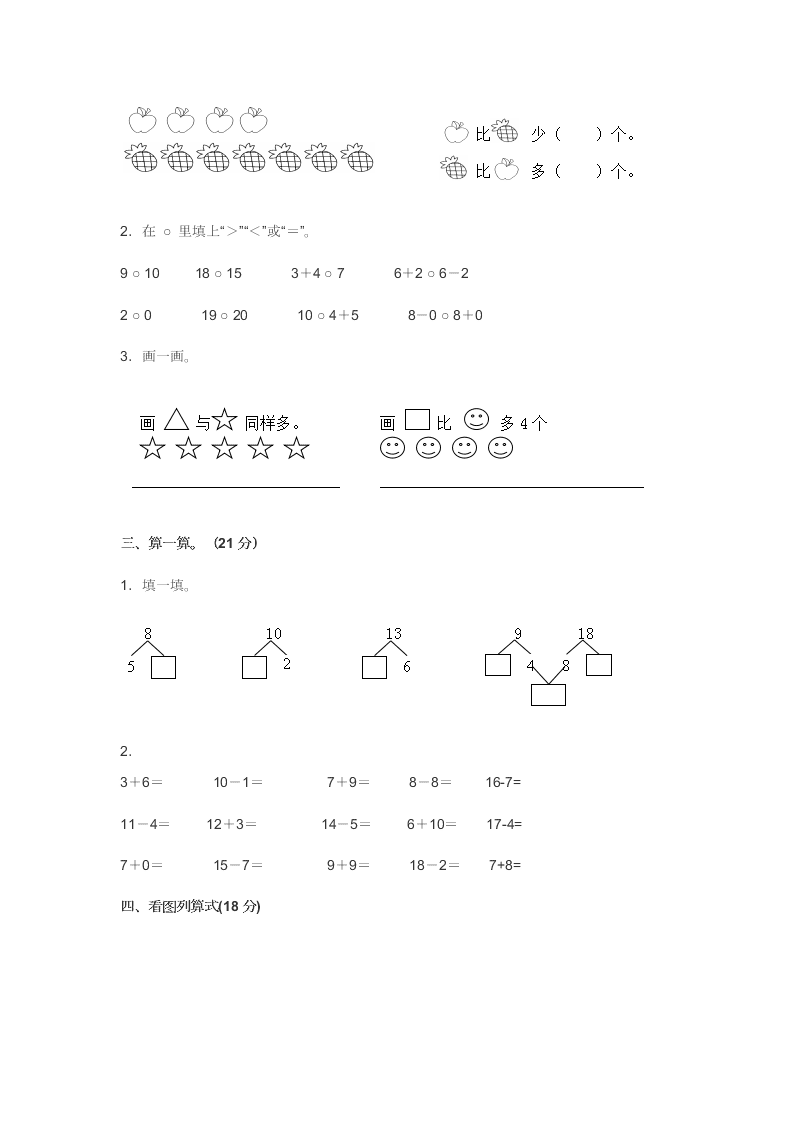 比 少（ ）个。
比 多（ ）个。
2. 在 ○ 里填上“＞”“＜”或“＝”。
9 ○ 10 18 ○ 15 3＋4 ○ 7 6＋2 ○ 6－2
2 ○ 0 19 ○ 20 10 ○ 4＋5 8－0 ○ 8＋0
3. 画一画。
画 △ 与☆ 同样多。 画 □ 比 多 4 个
三、算一算。（21 分）
1. 填一填。
8 10 13 9 18
5 2 6 4 8
2.
3＋6＝ 10－1＝ 7＋9＝ 8－8＝ 16-7=
11－4＝ 12＋3＝ 14－5＝ 6＋10＝ 17-4=
7＋0＝ 15－7＝ 9＋9＝ 18－2＝ 7+8=
四、看图列算式(18 分)